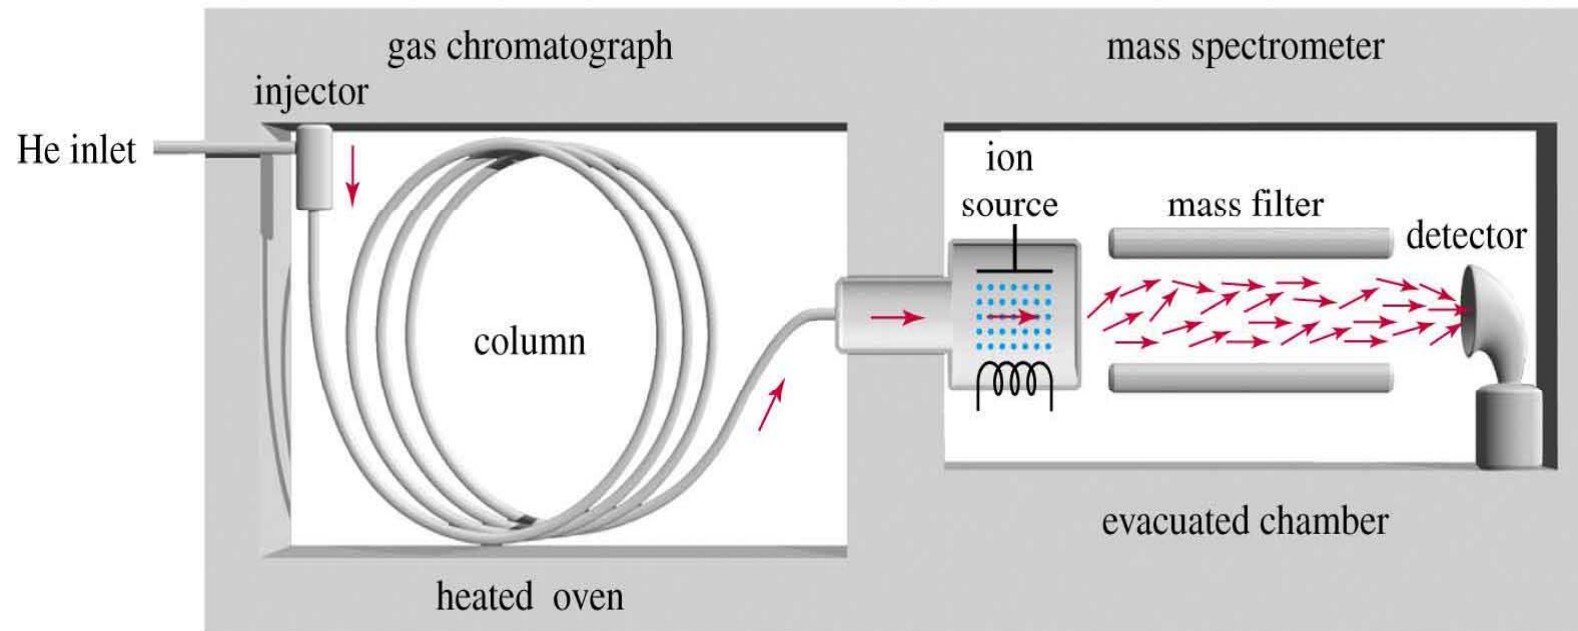 gas chromatograph
mass spectrometer
injector
He inlet
ion
source
mass filter
detector
column
evacuated chamber
heated oven